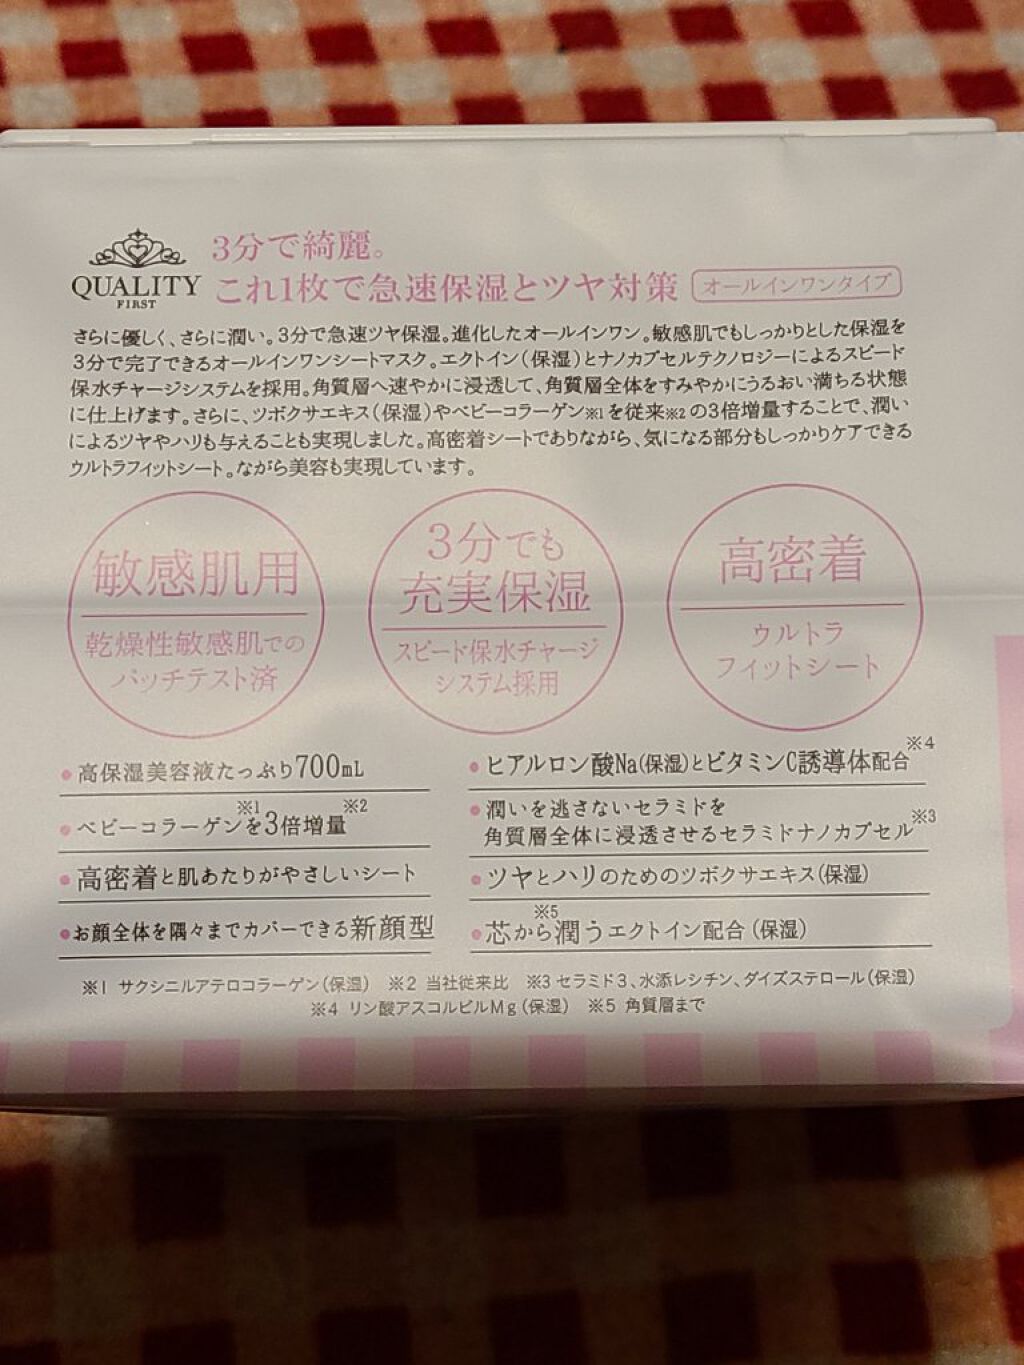 QUALITY
FIRST
3分で綺麗。
これ1枚で急速保湿とツヤ対策 オールインワンタイプ
さらに優しく、さらに潤い。3分で急速ツヤ保湿。進化したオールインワン。敏感肌でもしっかりとした保湿を
3分で完了できるオールインワンシートマスク。エクトイン（保湿）とナノカプセルテクノロジーによるスピード
保水チャージシステムを採用。角質層へ速やかに浸透して、角質層全体をすみやかにうるおい満ちる状態
に仕上げます。さらに、ツボクサエキス（保湿）やベビーコラーゲン※1を従来※2の3倍増量することで、潤い
によるツヤやハリも与えることも実現しました。高密着シートでありながら、気になる部分もしっかりケアできる
ウルトラフィットシート。ながら美容も実現しています。
敏感肌用
乾燥性敏感肌での
パッチテスト済
3分でも
充実保湿
スピード保水チャージ
システム採用
高密着
ウルトラ
フィットシート
●高保湿美容液たっぷり700mL
●ベビーコラーゲン※1を3倍増量※2
●高密着と肌あたりがやさしいシート
●お顔全体を隅々までカバーできる新顔型
●ヒアルロン酸Na(保湿)とビタミンC誘導体配合※4
●潤いを逃さないセラミドを
角質層全体に浸透させるセラミドナノカプセル※3
●ツヤとハリのためのツボクサエキス(保湿)
●芯から※5潤うエクトイン配合（保湿）
※1 サクシニルアテロコラーゲン（保湿） ※2 当社従来比 ※3 セラミド3、水添レシチン、ダイズステロール（保湿）
※4 リン酸アスコルビルMg（保湿） ※5 角質層まで